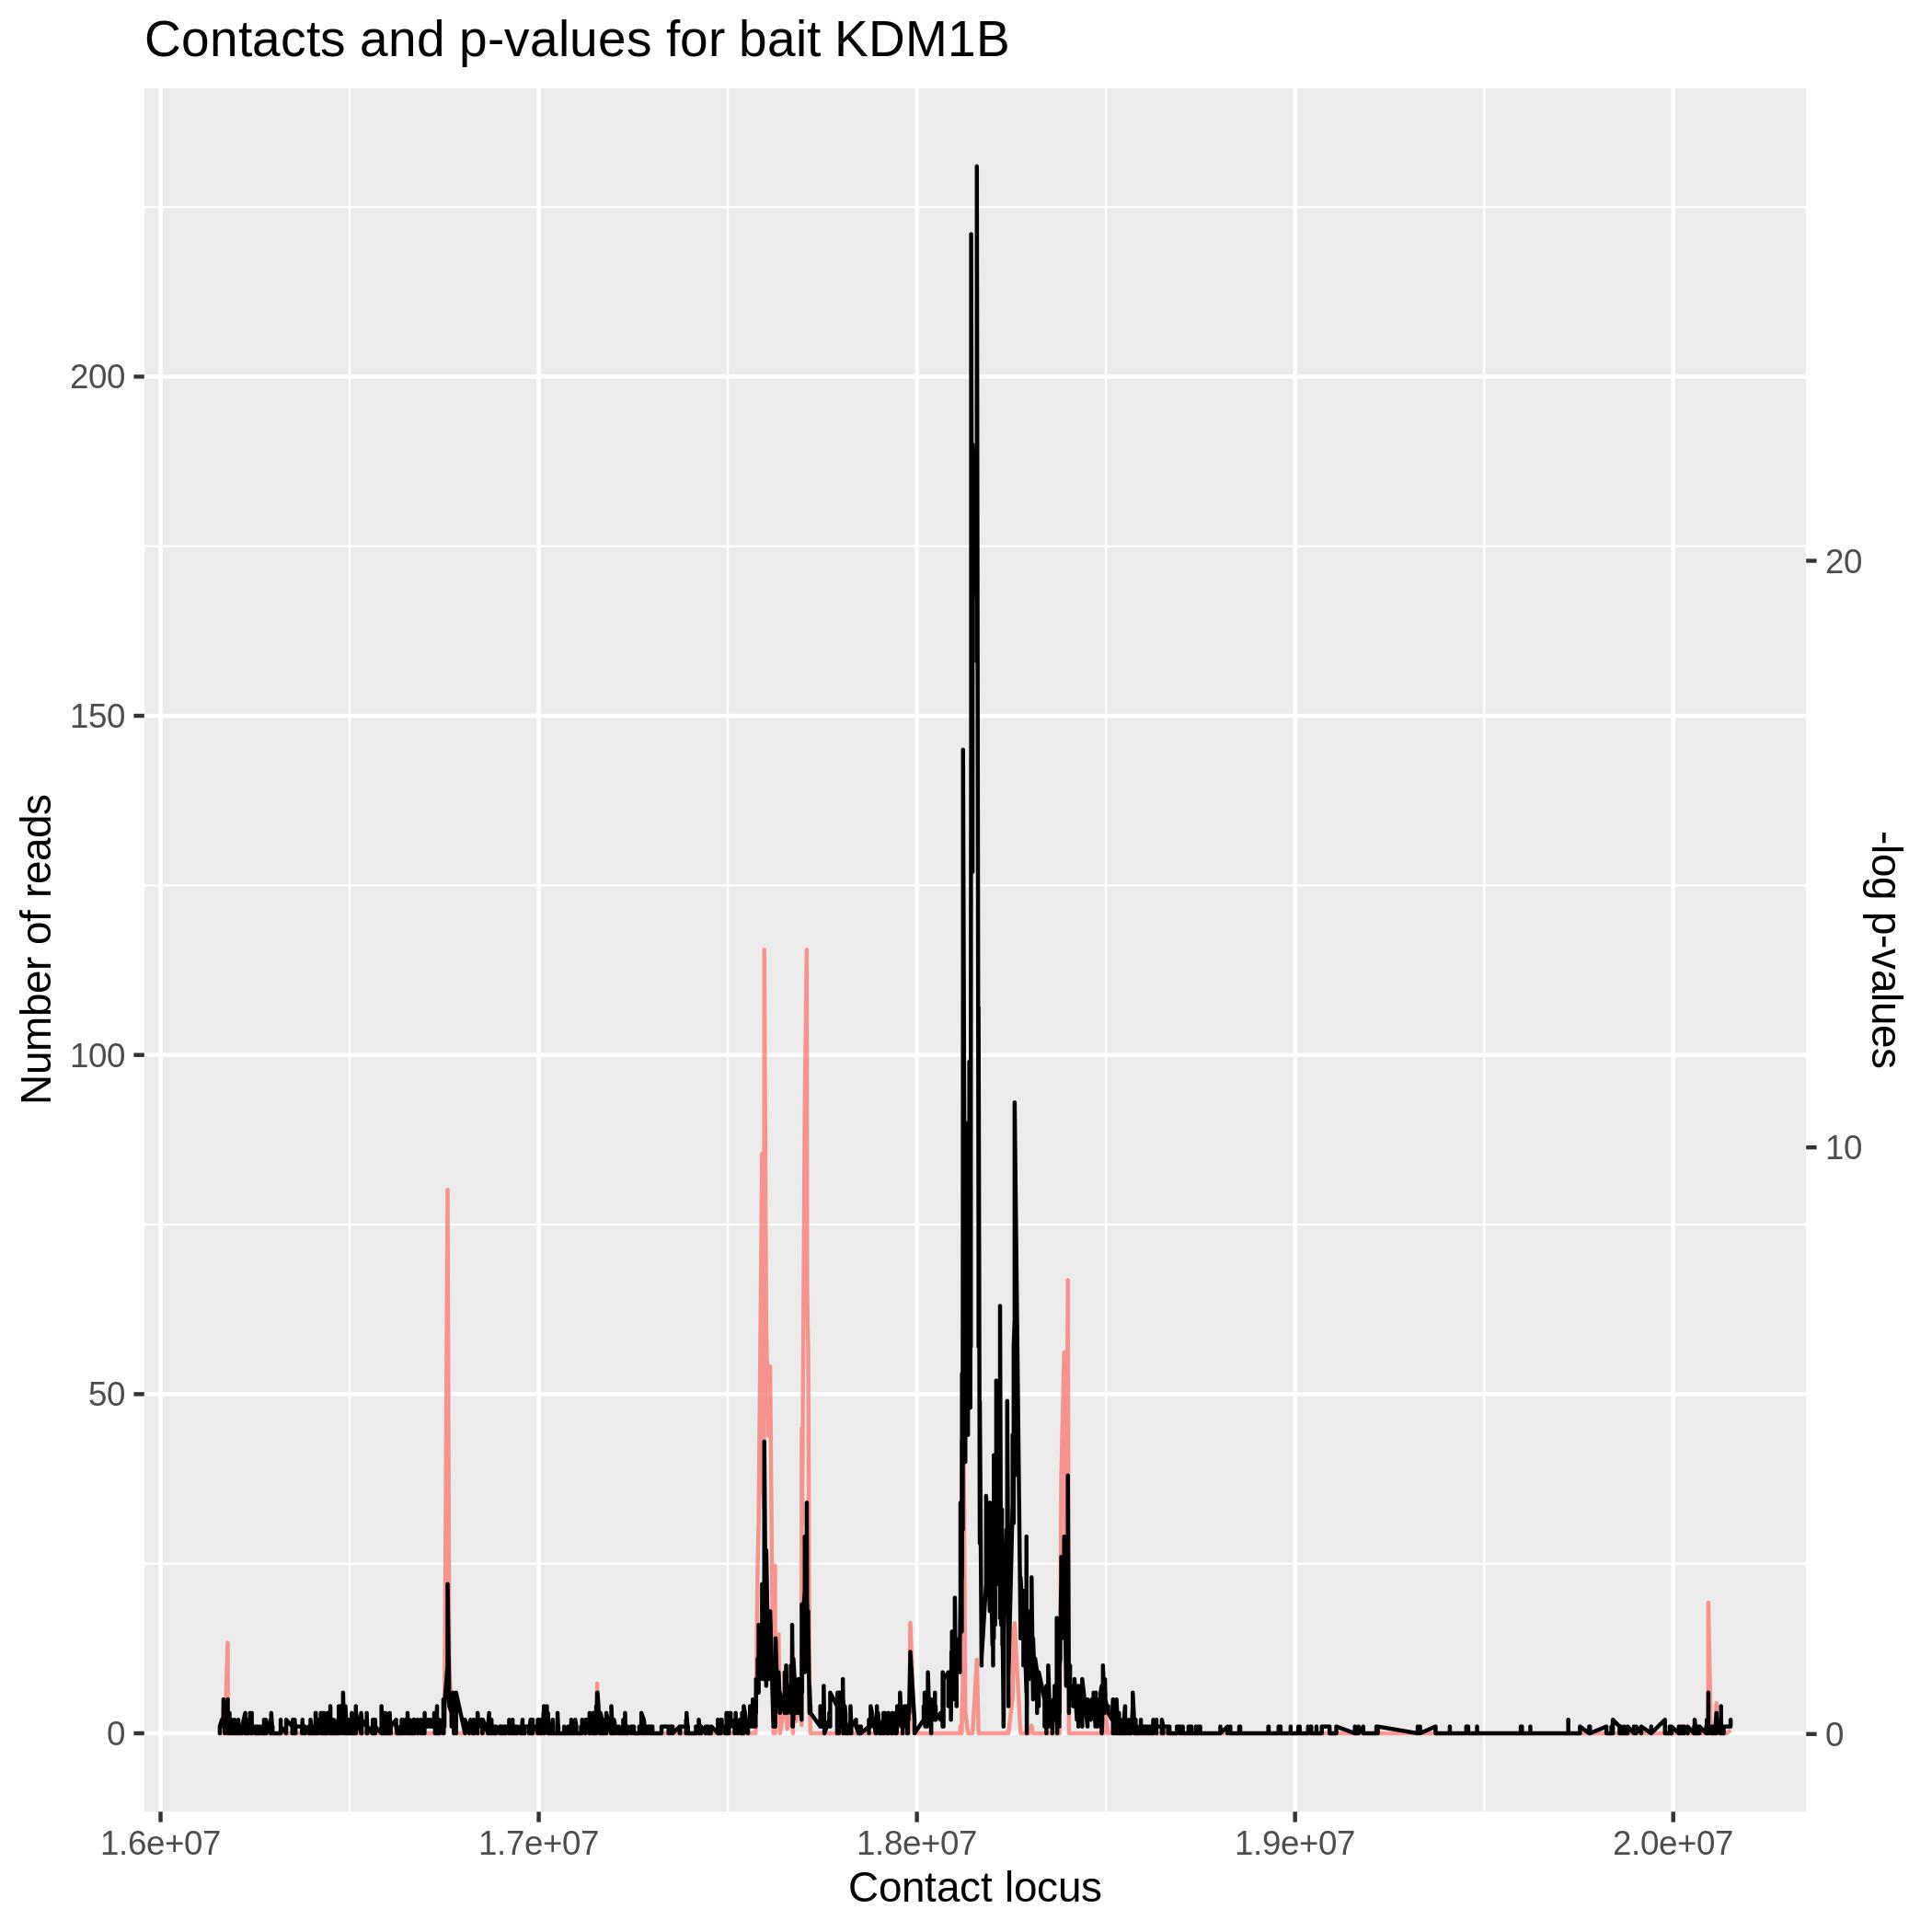 Contacts and p-values for bait KDM1B
Number of reads
200
150
100
50
0
20
10
0
-log p-values
1.6e+07
1.7e+07
1.8e+07
1.9e+07
2.0e+07
Contact locus